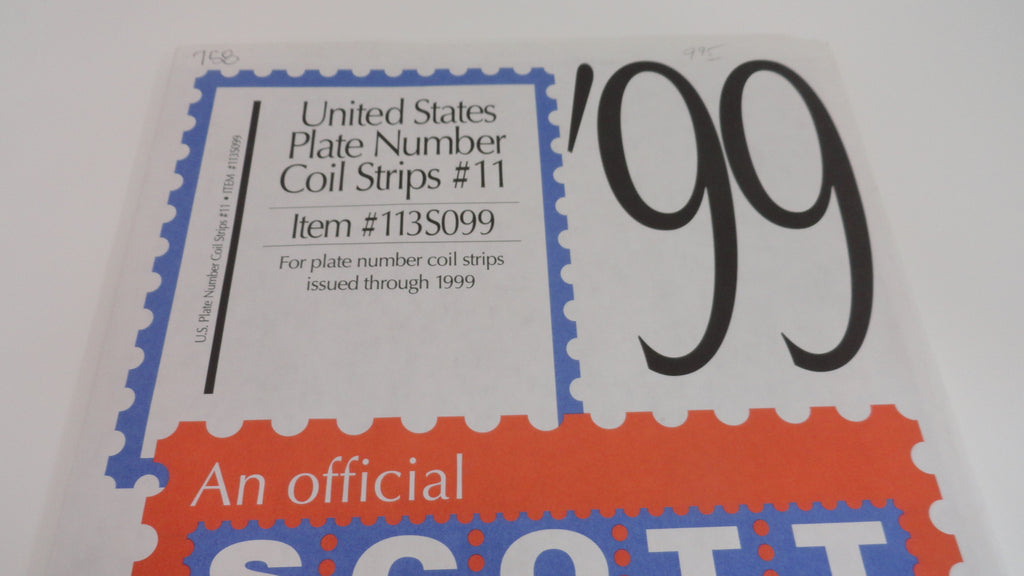 758
995
'99
United States
Plate Number
Coil Strips #11
Item #113S099
For plate number coil strips
issued through 1999
U.S. Plate Number Coil Strips #11 • ITEM #113S099
An official
SCOTT